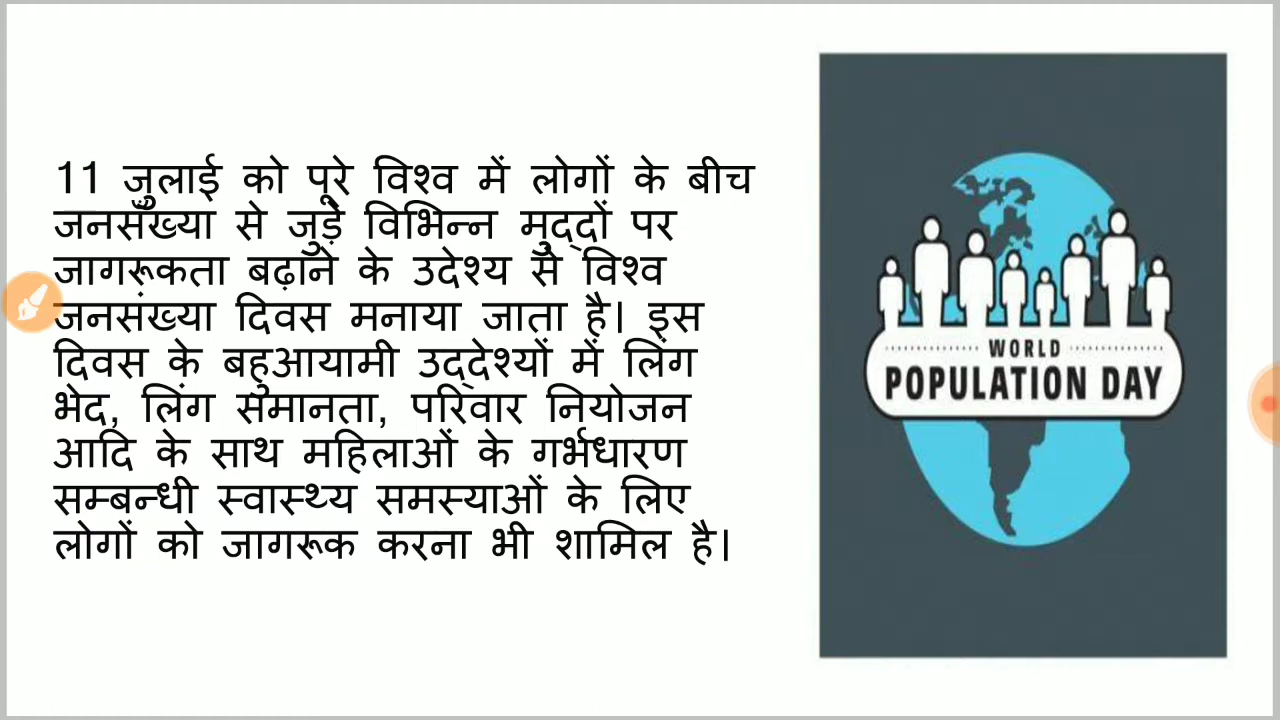 11 जुलाई को पूरे विश्व में लोगों के बीच
जनसँख्या से जुड़े विभिन्न मुद्दों पर
जागरूकता बढ़ाने के उदेश्य से विश्व
जनसंख्या दिवस मनाया जाता है। इस
दिवस के बहुआयामी उद्देश्यों में लिंग
भेद, लिंग समानता, परिवार नियोजन
आदि के साथ महिलाओं के गर्भधारण
सम्बन्धी स्वास्थ्य समस्याओं के लिए
लोगों को जागरूक करना भी शामिल है।
WORLD
POPULATION DAY